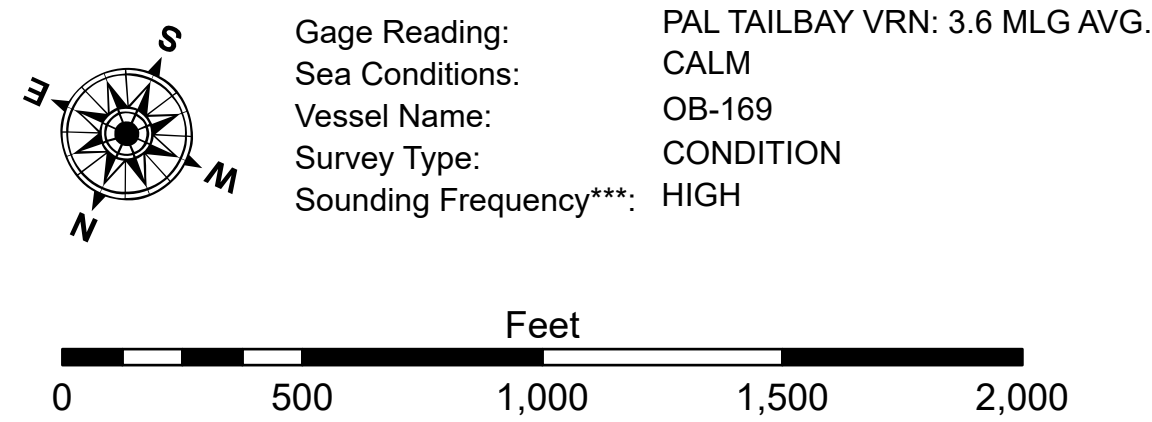 S
E
W
N
Gage Reading: PAL TAILBAY VRN: 3.6 MLG AVG.
Sea Conditions: CALM
Vessel Name: OB-169
Survey Type: CONDITION
Sounding Frequency***: HIGH
Feet
0 500 1,000 1,500 2,000